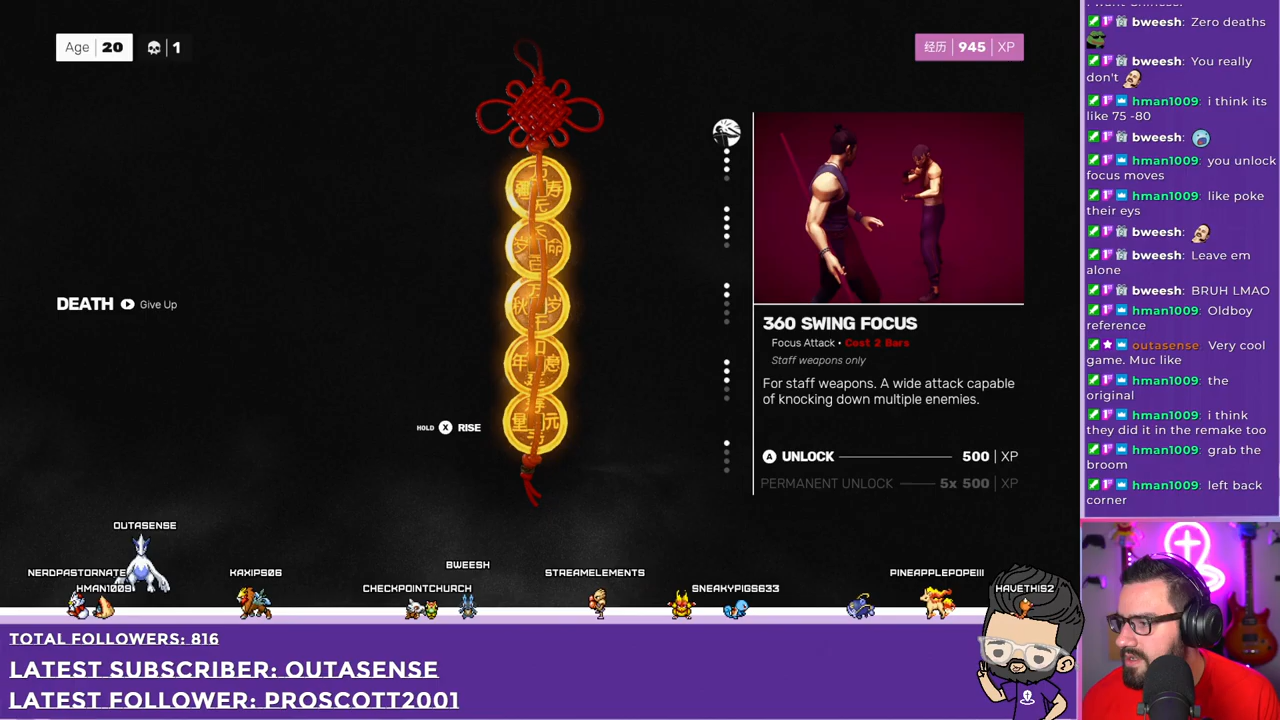 Age 20 1
经历 945 XP
DEATH Give Up
HOLD X RISE
360 SWING FOCUS
Focus Attack • Cost 2 Bars
Staff weapons only
For staff weapons. A wide attack capable
of knocking down multiple enemies.
A UNLOCK 500 | XP
PERMANENT UNLOCK 5x 500 | XP
bweesh: Zero deaths
bweesh: You really
don't
hman1009: i think its
like 75 -80
bweesh:
hman1009: you unlock
focus moves
hman1009: like poke
their eys
bweesh:
bweesh: Leave em
alone
bweesh: BRUH LMAO
hman1009: Oldboy
reference
outasense: Very cool
game. Muc like
hman1009: the
original
hman1009: i think
they did it in the remake too
hman1009: grab the
broom
hman1009: left back
corner
OUTASENSE
NERDPASTORNATE
HMAN1009
KAXIPS06
CHECKPOINTCHURCH
BWEESH
STREAMELEMENTS
SNEAKYPIGS633
PINEAPPLEPOPEIII
HAVETHIS2
TOTAL FOLLOWERS: 816
LATEST SUBSCRIBER: OUTASENSE
LATEST FOLLOWER: PROSCOTT2001